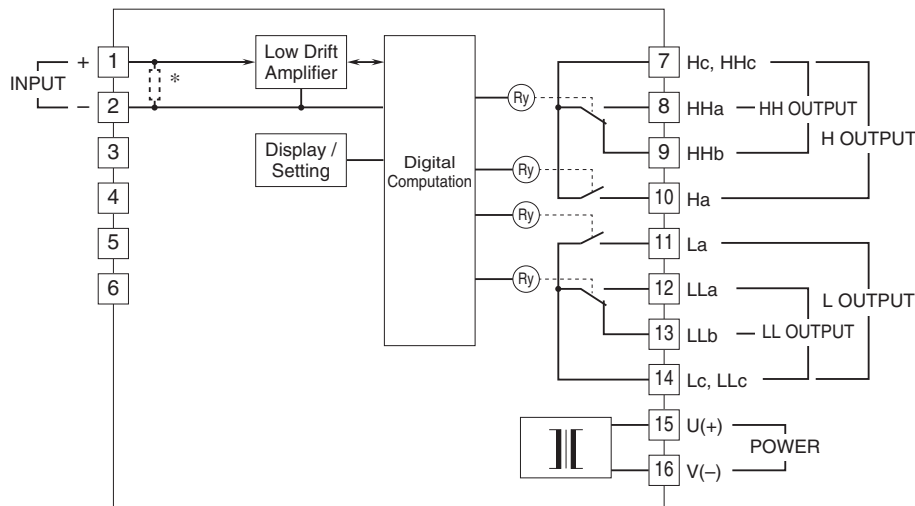 INPUT
+
–
1
2
3
4
5
6
*
Low Drift
Amplifier
Display /
Setting
Digital
Computation
Ry
Ry
Ry
Ry
7 Hc, HHc
8 HHa
9 HHb
10 Ha
11 La
12 LLa
13 LLb
14 Lc, LLc
15 U(+)
16 V(–)
HH OUTPUT
H OUTPUT
L OUTPUT
LL OUTPUT
POWER